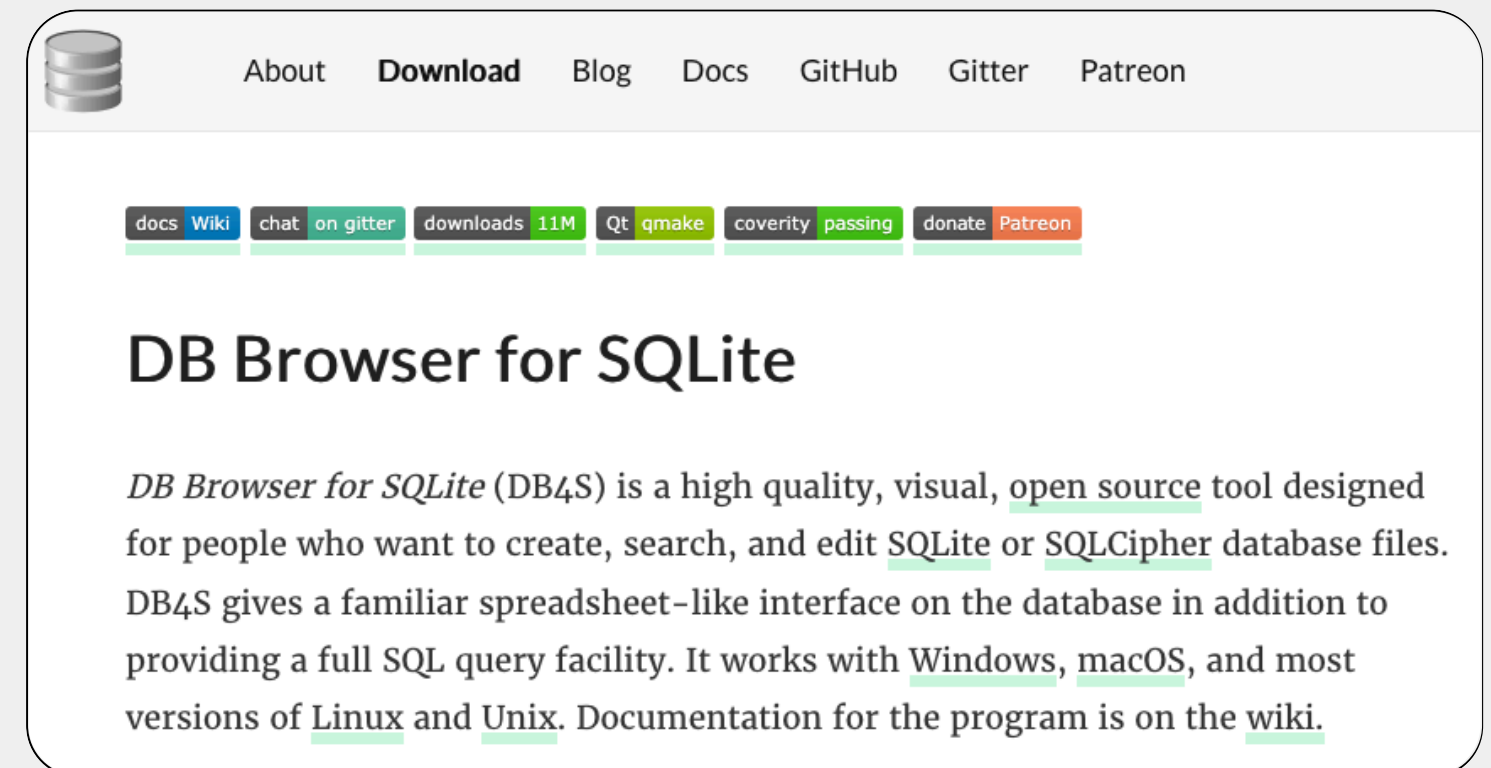 About Download Blog Docs GitHub Gitter Patreon
docs Wiki chat on gitter downloads 11M Qt qmake coverity passing donate Patreon
DB Browser for SQLite
DB Browser for SQLite (DB4S) is a high quality, visual, open source tool designed
for people who want to create, search, and edit SQLite or SQLCipher database files.
DB4S gives a familiar spreadsheet-like interface on the database in addition to
providing a full SQL query facility. It works with Windows, macOS, and most
versions of Linux and Unix. Documentation for the program is on the wiki.